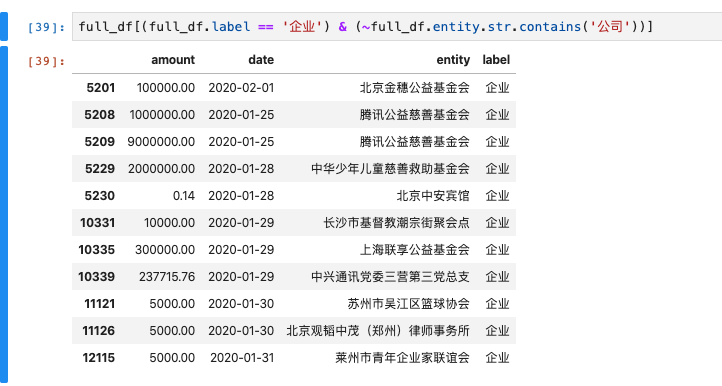 [39]: full_df[(full_df.label == '企业') & (~full_df.entity.str.contains('公司'))]
[39]: amount date entity label
5201 100000.00 2020-02-01 北京金穗公益基金会 企业
5208 1000000.00 2020-01-25 腾讯公益慈善基金会 企业
5209 9000000.00 2020-01-25 腾讯公益慈善基金会 企业
5229 2000000.00 2020-01-28 中华少年儿童慈善救助基金会 企业
5230 0.14 2020-01-28 北京中安宾馆 企业
10331 10000.00 2020-01-29 长沙市基督教潮宗街聚会点 企业
10335 300000.00 2020-01-29 上海联享公益基金会 企业
10339 237715.76 2020-01-29 中兴通讯党委三营第三党总支 企业
11121 5000.00 2020-01-30 苏州市吴江区篮球协会 企业
11126 5000.00 2020-01-30 北京观韬中茂（郑州）律师事务所 企业
12115 5000.00 2020-01-31 莱州市青年企业家联谊会 企业